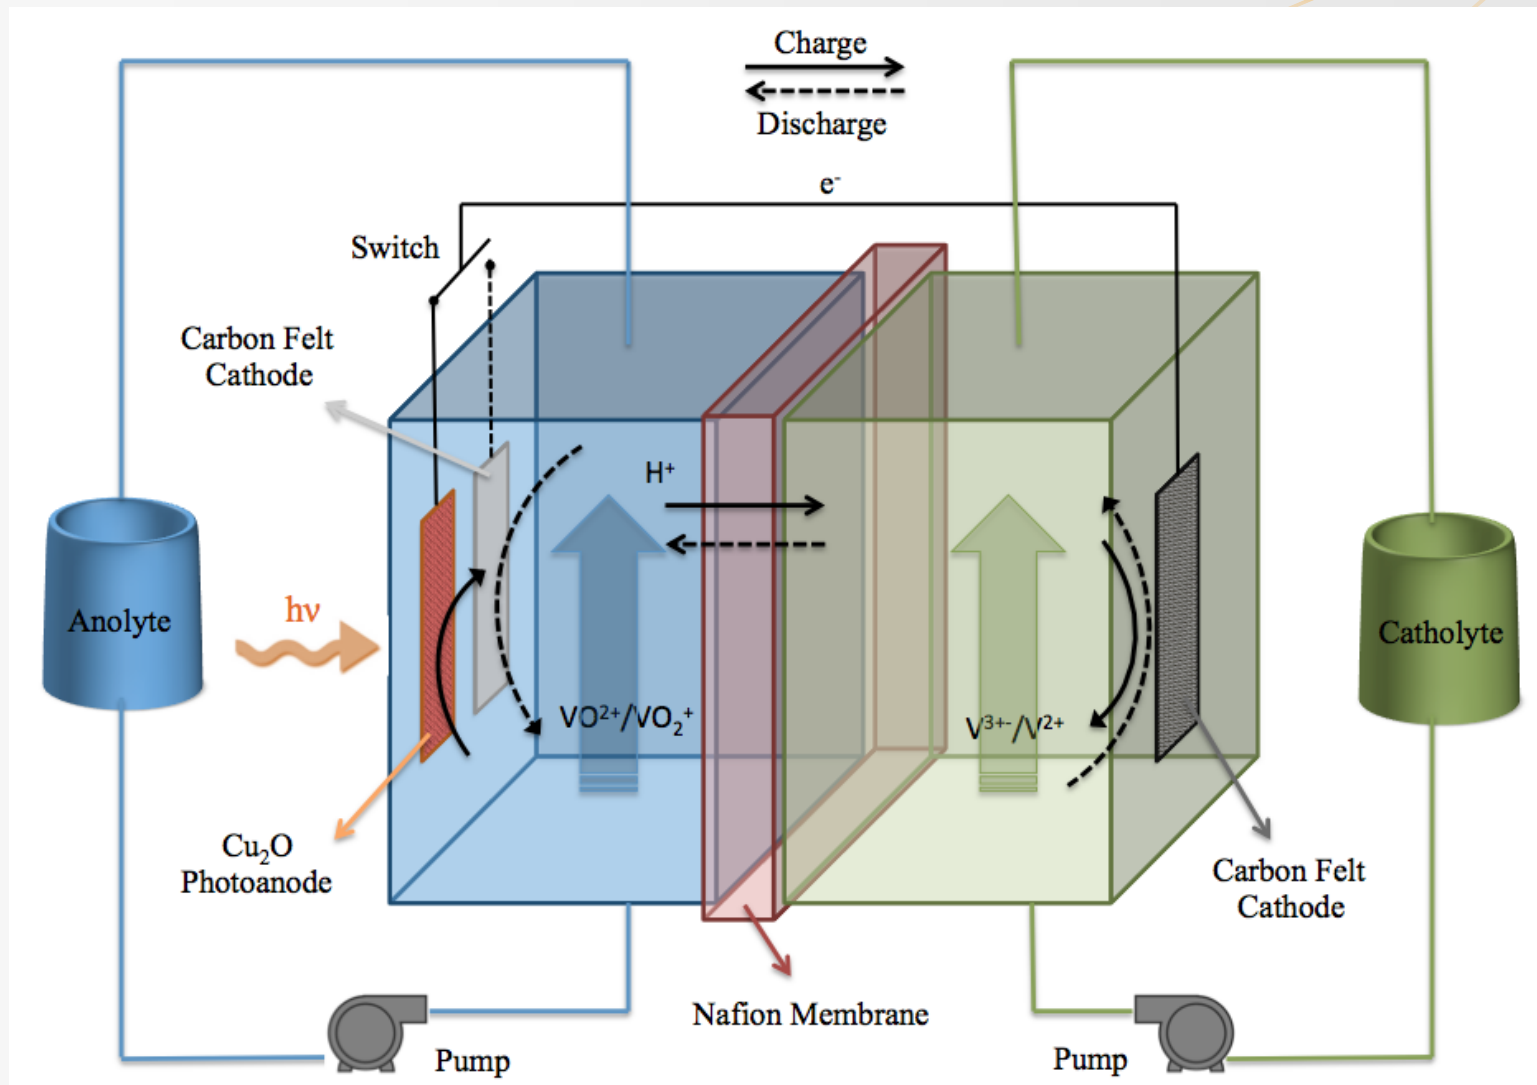 Charge
Discharge
e⁻
Switch
Carbon Felt
Cathode
H⁺
Anolyte
hν
Catholyte
VO²⁺/VO₂⁺
V³⁺⁻/V²⁺
Cu₂O
Photoanode
Carbon Felt
Cathode
Nafion Membrane
Pump
Pump